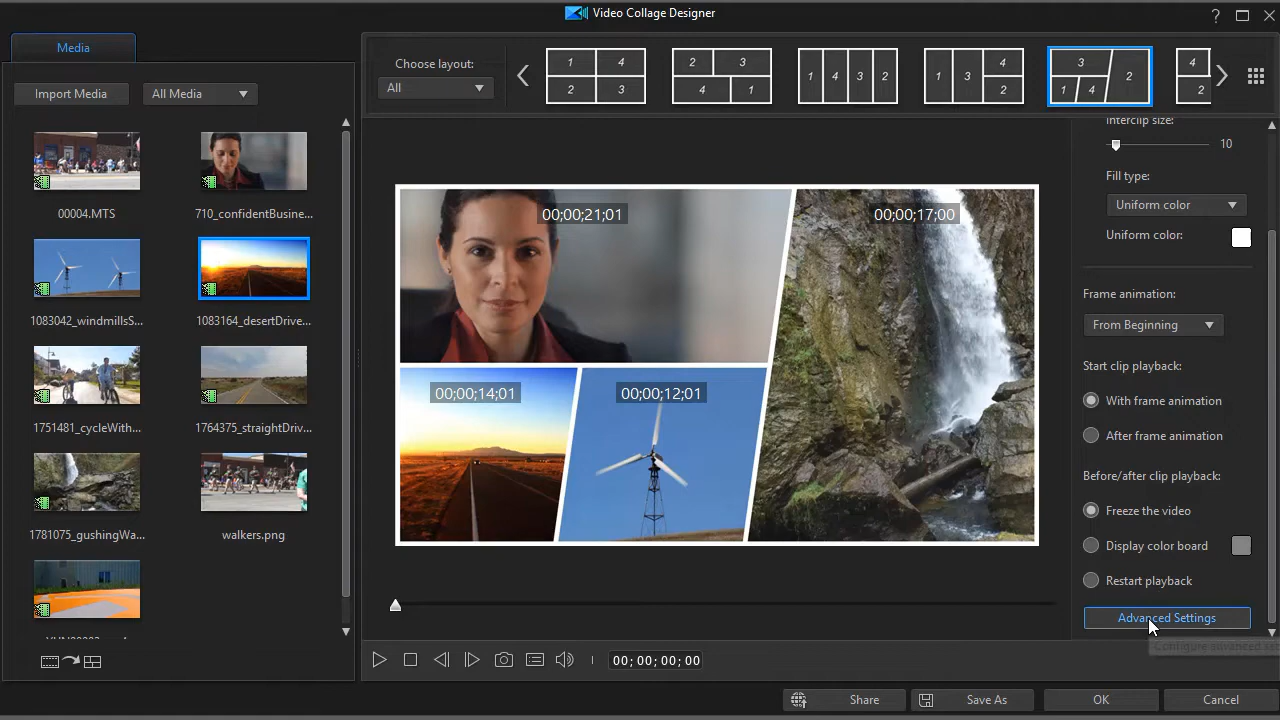 Video Collage Designer
?
Media
Import Media
All Media
00004.MTS
710_confidentBusine...
1083042_windmillsS...
1083164_desertDrive...
1751481_cycleWith...
1764375_straightDriv...
1781075_gushingWa...
walkers.png
Choose layout:
All
1 4 2 3
2 3 4 1
1 4 3 2
1 3 4 2
3 2 1 4
4 2
00;00;21;01
00;00;17;00
00;00;14;01
00;00;12;01
Interclip size:
10
Fill type:
Uniform color
Uniform color:
Frame animation:
From Beginning
Start clip playback:
With frame animation
After frame animation
Before/after clip playback:
Freeze the video
Display color board
Restart playback
Advanced Settings
00; 00; 00; 00
Share
Save As
OK
Cancel